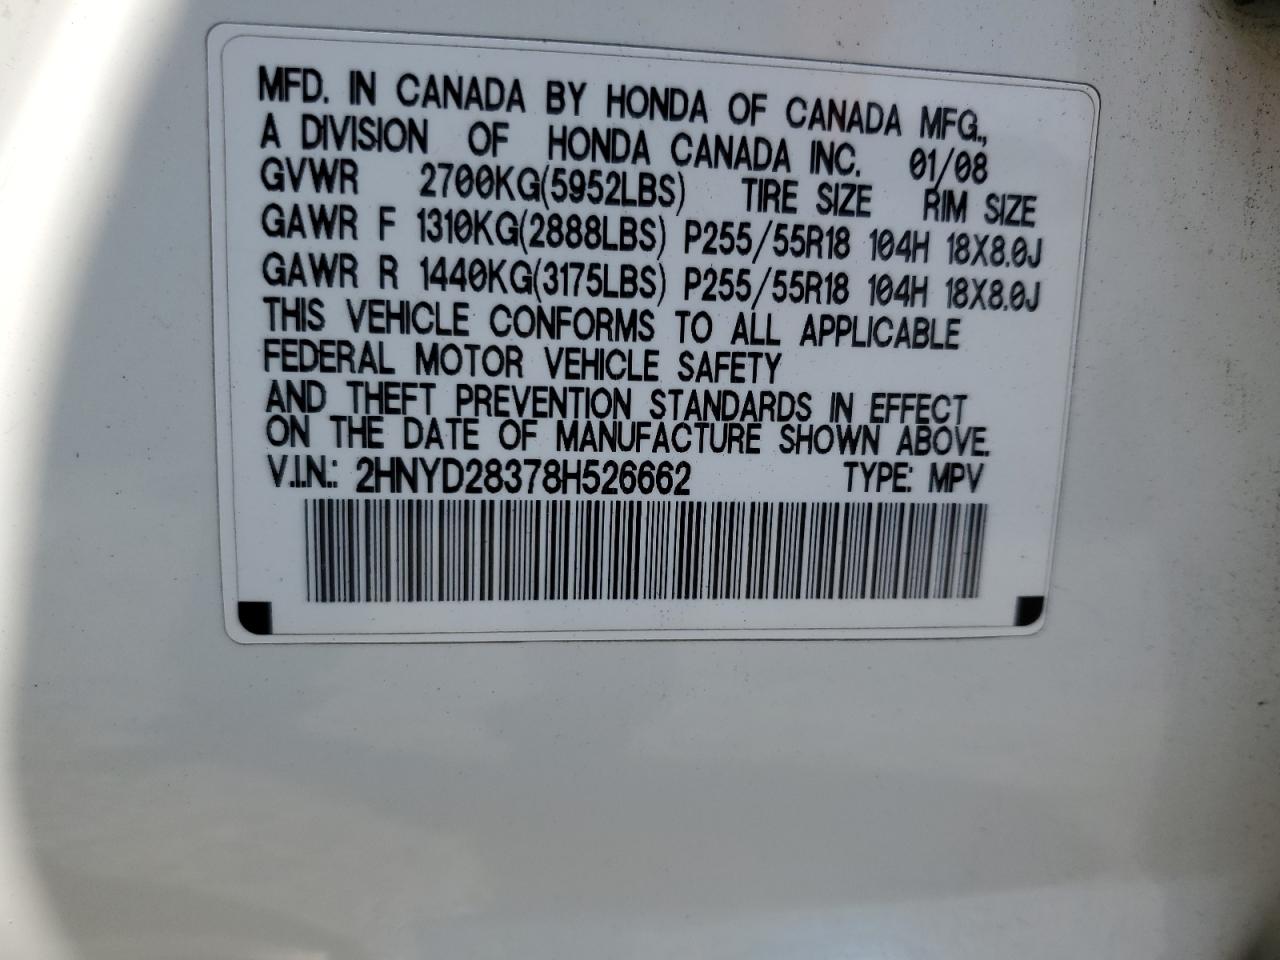 MFD. IN CANADA BY HONDA OF CANADA MFG.,
A DIVISION OF HONDA CANADA INC. 01/08
GVWR 2700KG(5952LBS) TIRE SIZE RIM SIZE
GAWR F 1310KG(2888LBS) P255/55R18 104H 18X8.0J
GAWR R 1440KG(3175LBS) P255/55R18 104H 18X8.0J
THIS VEHICLE CONFORMS TO ALL APPLICABLE
FEDERAL MOTOR VEHICLE SAFETY
AND THEFT PREVENTION STANDARDS IN EFFECT
ON THE DATE OF MANUFACTURE SHOWN ABOVE.
V.I.N.: 2HNYD28378H526662 TYPE: MPV